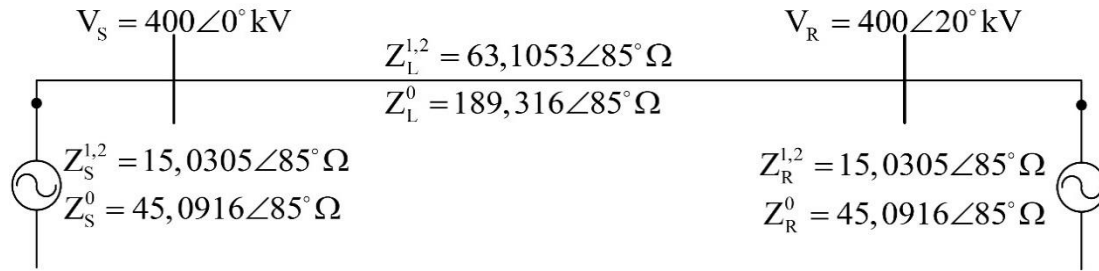 V_S = 400∠0° kV
V_R = 400∠20° kV
Z_L^{1,2} = 63,1053∠85° Ω
Z_L^0 = 189,316∠85° Ω
Z_S^{1,2} = 15,0305∠85° Ω
Z_S^0 = 45,0916∠85° Ω
Z_R^{1,2} = 15,0305∠85° Ω
Z_R^0 = 45,0916∠85° Ω